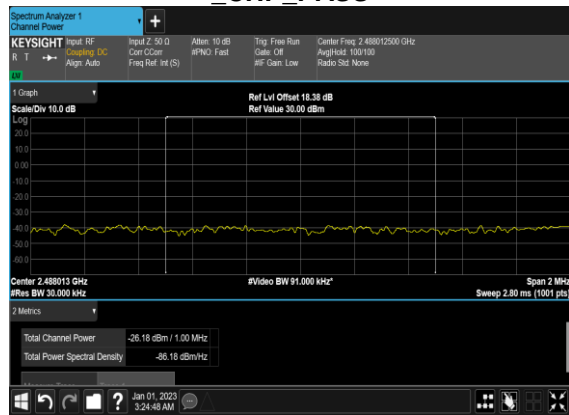 Spectrum Analyzer 1
Channel Power
+
KEYSIGHT Input: RF Input Z: 50 Ω Atten: 10 dB Trig: Free Run Center Freq: 2.488012500 GHz
R T Coupling: DC Corr CCorr #PNO: Fast Gate: Off Avg|Hold: 100/100
Align: Auto Freq Ref: Int (S) #IF Gain: Low Radio Std: None
LW
1 Graph
Ref Lvl Offset 18.38 dB
Scale/Div 10.0 dB Ref Value 30.00 dBm
Log
20.0
10.0
0.00
-10.0
-20.0
-30.0
-40.0
-50.0
-60.0
Center 2.488013 GHz #Video BW 91.000 kHz* Span 2 MHz
#Res BW 30.000 kHz Sweep 2.80 ms (1001 pts)
2 Metrics
Total Channel Power -26.18 dBm / 1.00 MHz
Total Power Spectral Density -86.18 dBm/Hz
? Jan 01, 2023
3:24:48 AM